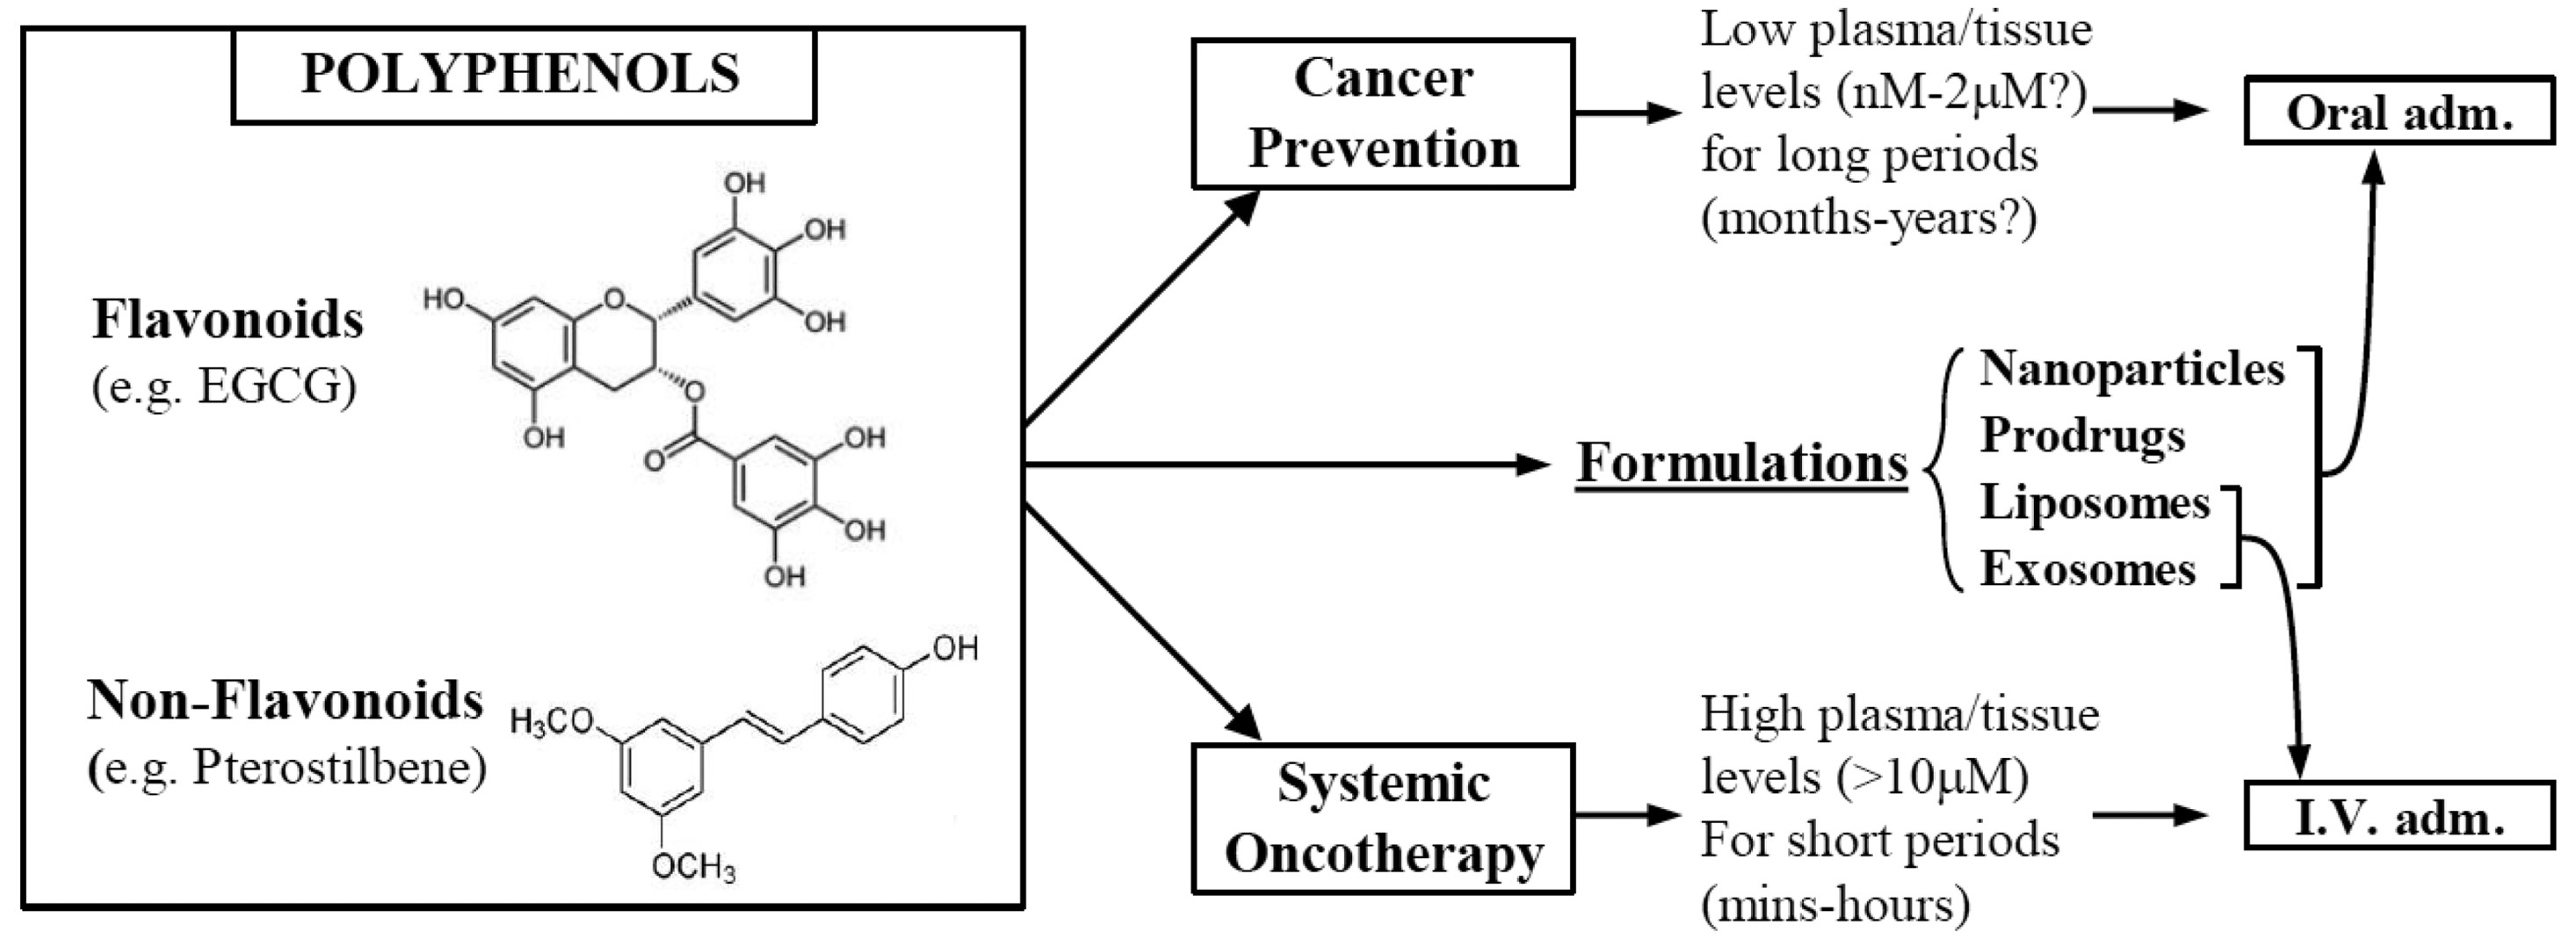 POLYPHENOLS
Flavonoids
(e.g. EGCG)
OH
OH
OH
HO
O
OH
O
O
OH
OH
OH
Non-Flavonoids
(e.g. Pterostilbene)
OH
H3CO
OCH3
Cancer
Prevention
Low plasma/tissue
levels (nM-2μM?)
for long periods
(months-years?)
Oral adm.
Formulations
Nanoparticles
Prodrugs
Liposomes
Exosomes
Systemic
Oncotherapy
High plasma/tissue
levels (>10μM)
For short periods
(mins-hours)
I.V. adm.